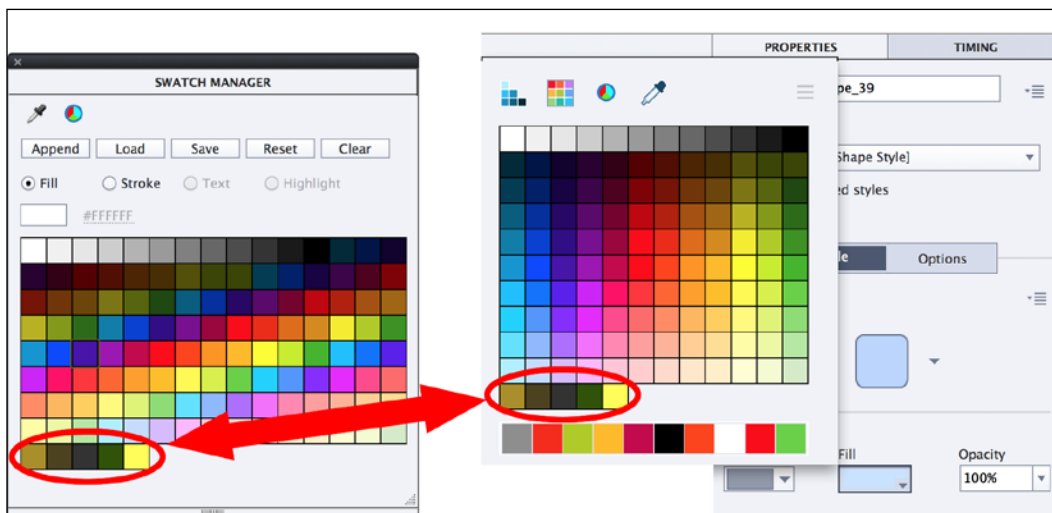 SWATCH MANAGER
Append Load Save Reset Clear
Fill Stroke Text Highlight
#FFFFFF
PROPERTIES TIMING
pe_39
Shape Style]
ed styles
Options
Fill Opacity
100%